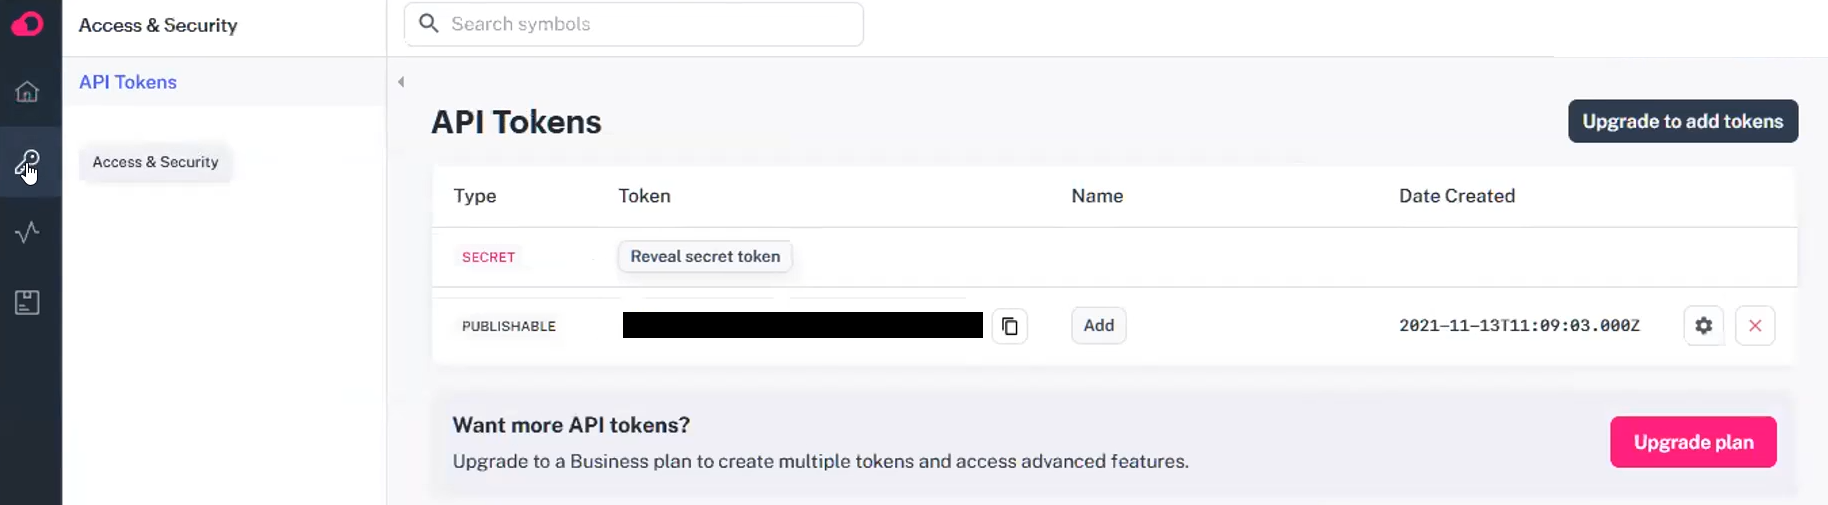 Access & Security
Search symbols
API Tokens
API Tokens
Upgrade to add tokens
Access & Security
Type Token Name Date Created
SECRET Reveal secret token
PUBLISHABLE Add 2021-11-13T11:09:03.000Z
Want more API tokens?
Upgrade to a Business plan to create multiple tokens and access advanced features.
Upgrade plan